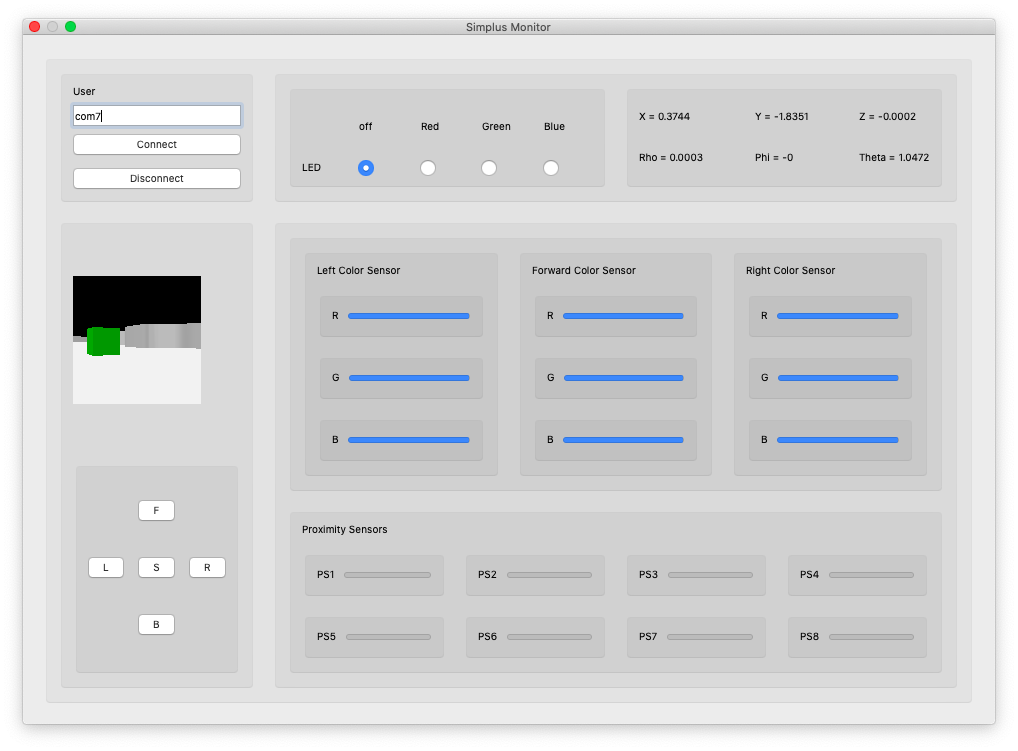 Simplus Monitor
User
com7
Connect
Disconnect
off Red Green Blue
LED
X = 0.3744 Y = -1.8351 Z = -0.0002
Rho = 0.0003 Phi = -0 Theta = 1.0472
Left Color Sensor Forward Color Sensor Right Color Sensor
R R R
G G G
B B B
F
L S R
B
Proximity Sensors
PS1 PS2 PS3 PS4
PS5 PS6 PS7 PS8